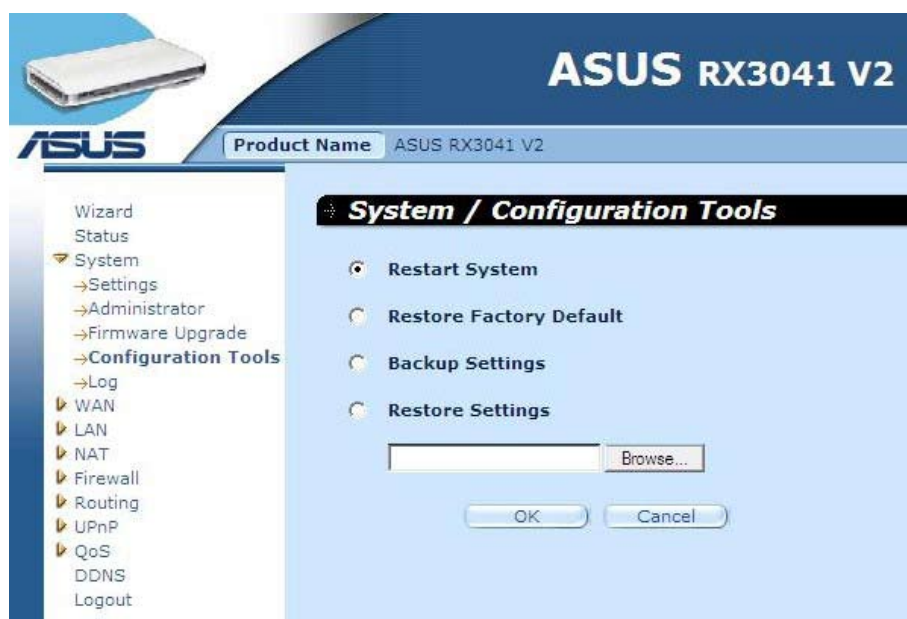 ASUS RX3041 V2
ASUS
Product Name ASUS RX3041 V2
Wizard
Status
System
→Settings
→Administrator
→Firmware Upgrade
→Configuration Tools
→Log
WAN
LAN
NAT
Firewall
Routing
UPnP
QoS
DDNS
Logout
System / Configuration Tools
Restart System
Restore Factory Default
Backup Settings
Restore Settings
Browse...
OK Cancel